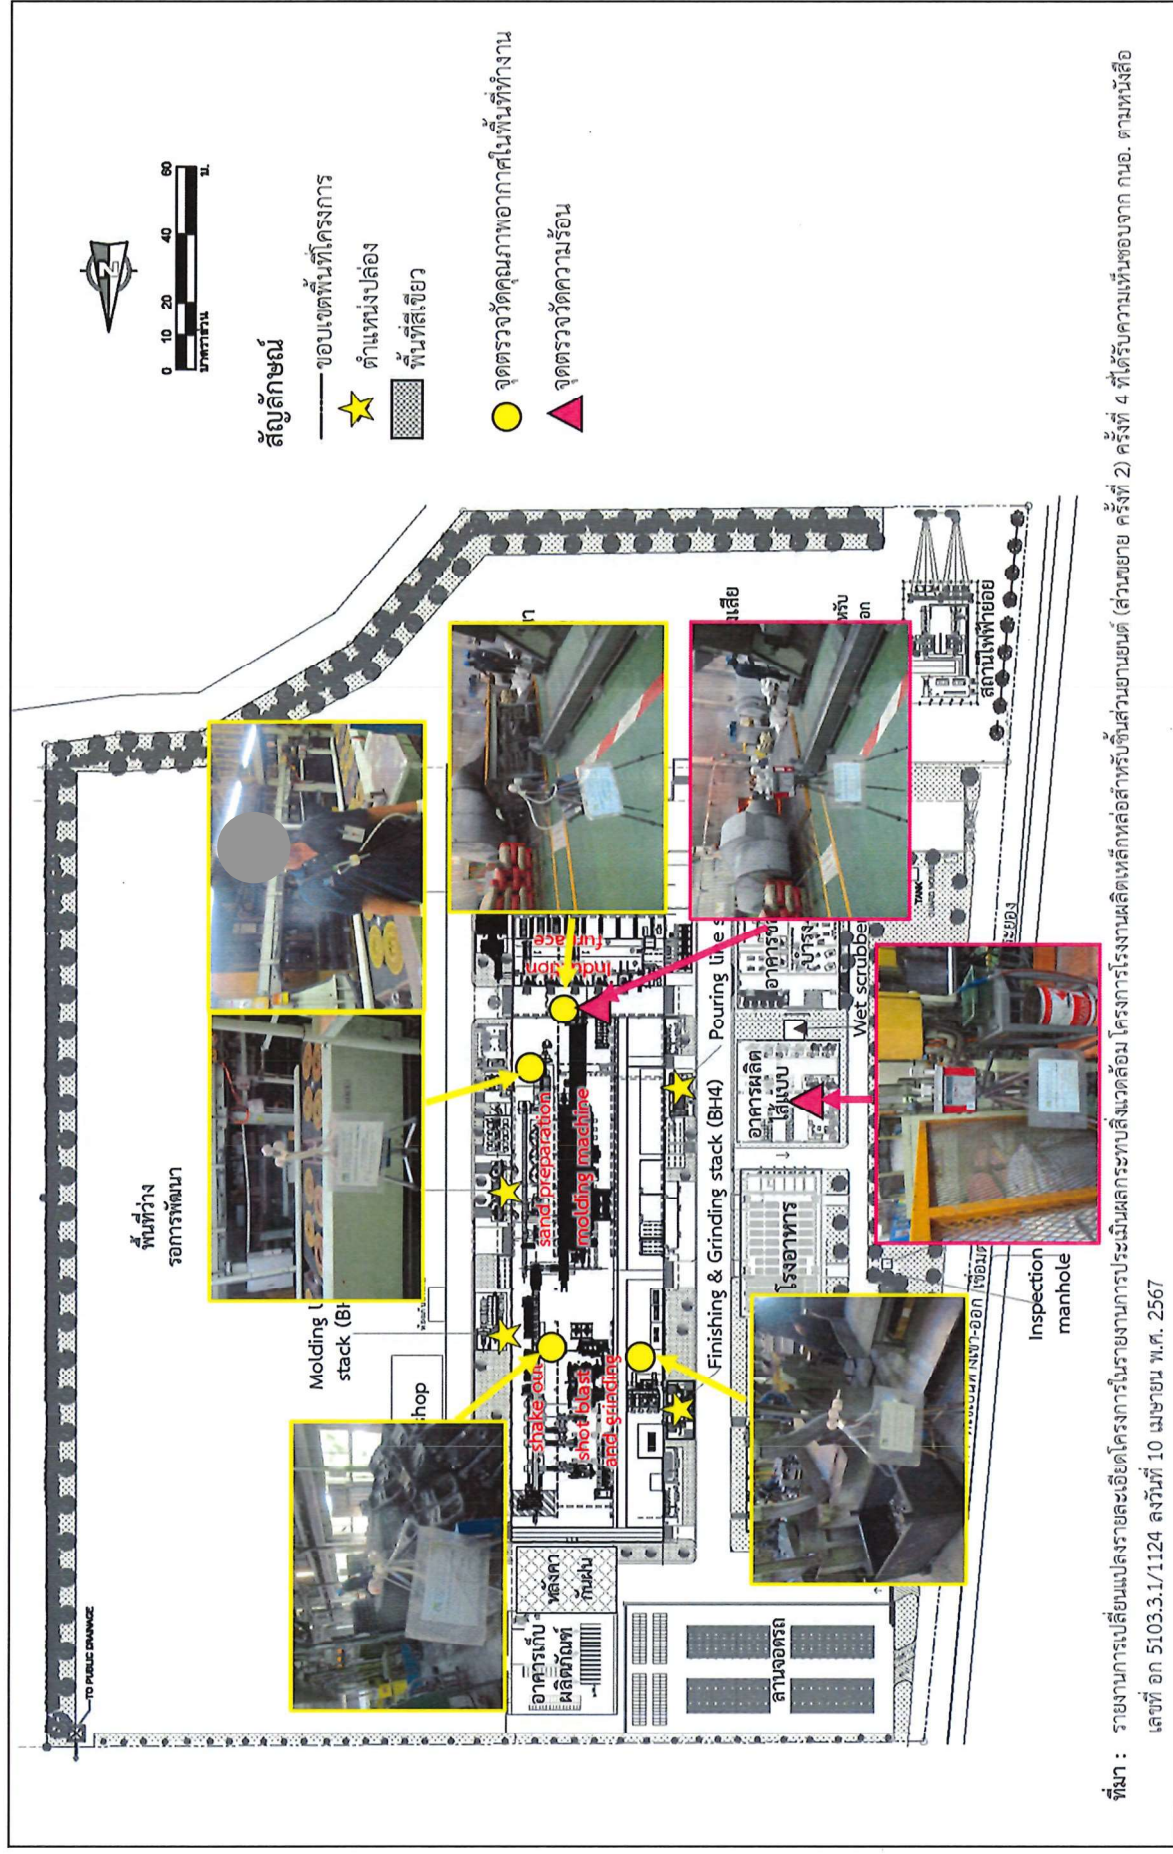 TO PUBLIC DRAINAGE
พื้นที่ว่าง
รอการพัฒนา
0 10 20 40 60
มาตราส่วน ม.
สัญลักษณ์
ขอบเขตพื้นที่โครงการ
ตำแหน่งปล่อง
พื้นที่สีเขียว
จุดตรวจวัดคุณภาพอากาศในพื้นที่ทำงาน
จุดตรวจวัดความร้อน
Molding
stack
shake out
shot blast
and grinding
sand preparation
molding machine
Induction
furnace
หลังคา
กันฝน
อาคารเก็บ
ผลิตภัณฑ์
ลานจอดรถ
Finishing & Grinding stack (BH4)
Pouring line
โรงอาหาร
อาคารผลิต
ไส้แบบ
Wet scrubber
TANK
สถานีไฟฟ้าย่อย
Inspection
manhole
ที่มา : รายงานการเปลี่ยนแปลงรายละเอียดโครงการในรายงานการประเมินผลกระทบสิ่งแวดล้อม โครงการโรงงานผลิตเหล็กหล่อสำหรับชิ้นส่วนยานยนต์ (ส่วนขยาย ครั้งที่ 2) ครั้งที่ 4 ที่ได้รับความเห็นชอบจาก กนอ. ตามหนังสือ
เลขที่ อก 5103.3.1/1124 ลงวันที่ 10 เมษายน พ.ศ. 2567